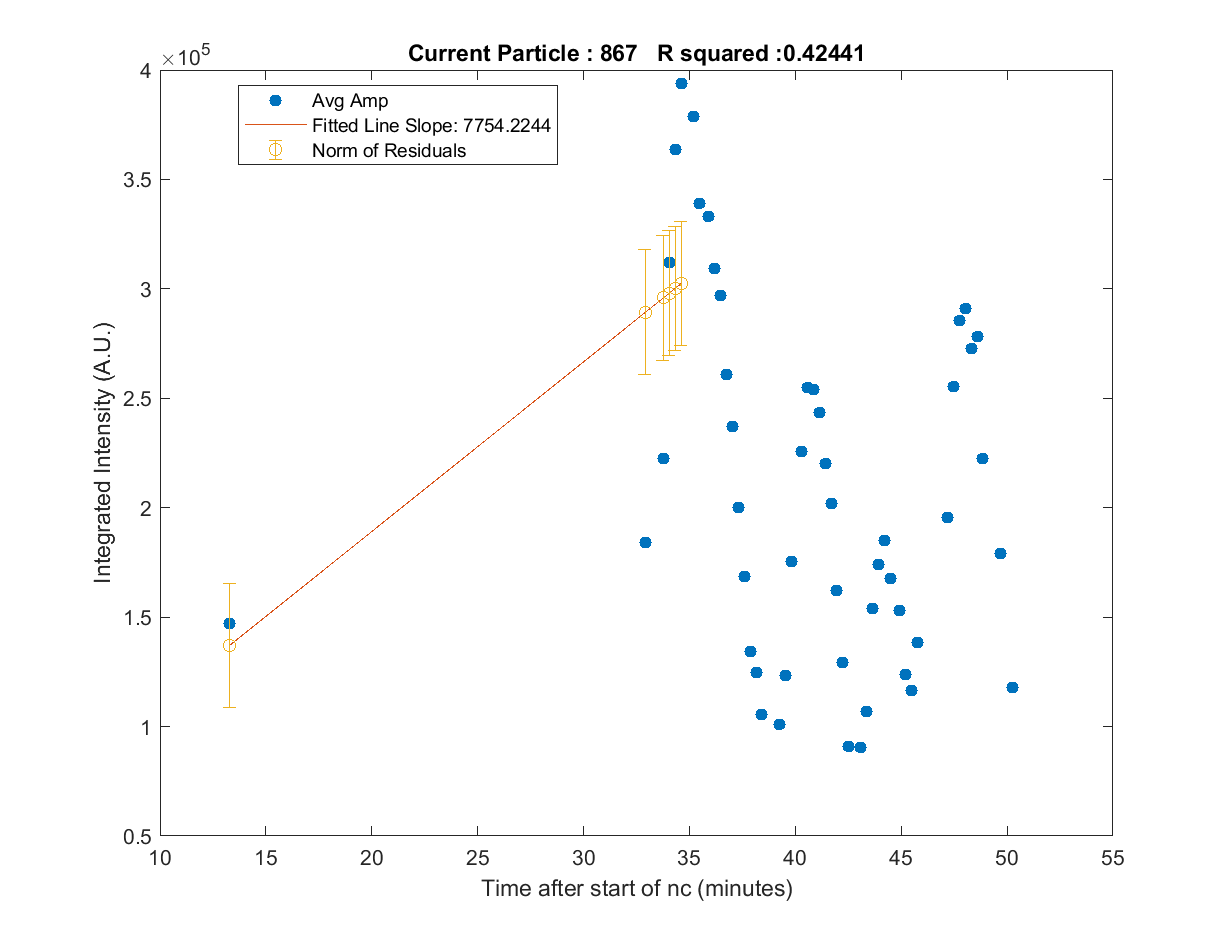 Current Particle : 867 R squared :0.42441
×10^5
Avg Amp
Fitted Line Slope: 7754.2244
Norm of Residuals
4
3.5
3
2.5
2
1.5
1
0.5
Integrated Intensity (A.U.)
10 15 20 25 30 35 40 45 50 55
Time after start of nc (minutes)